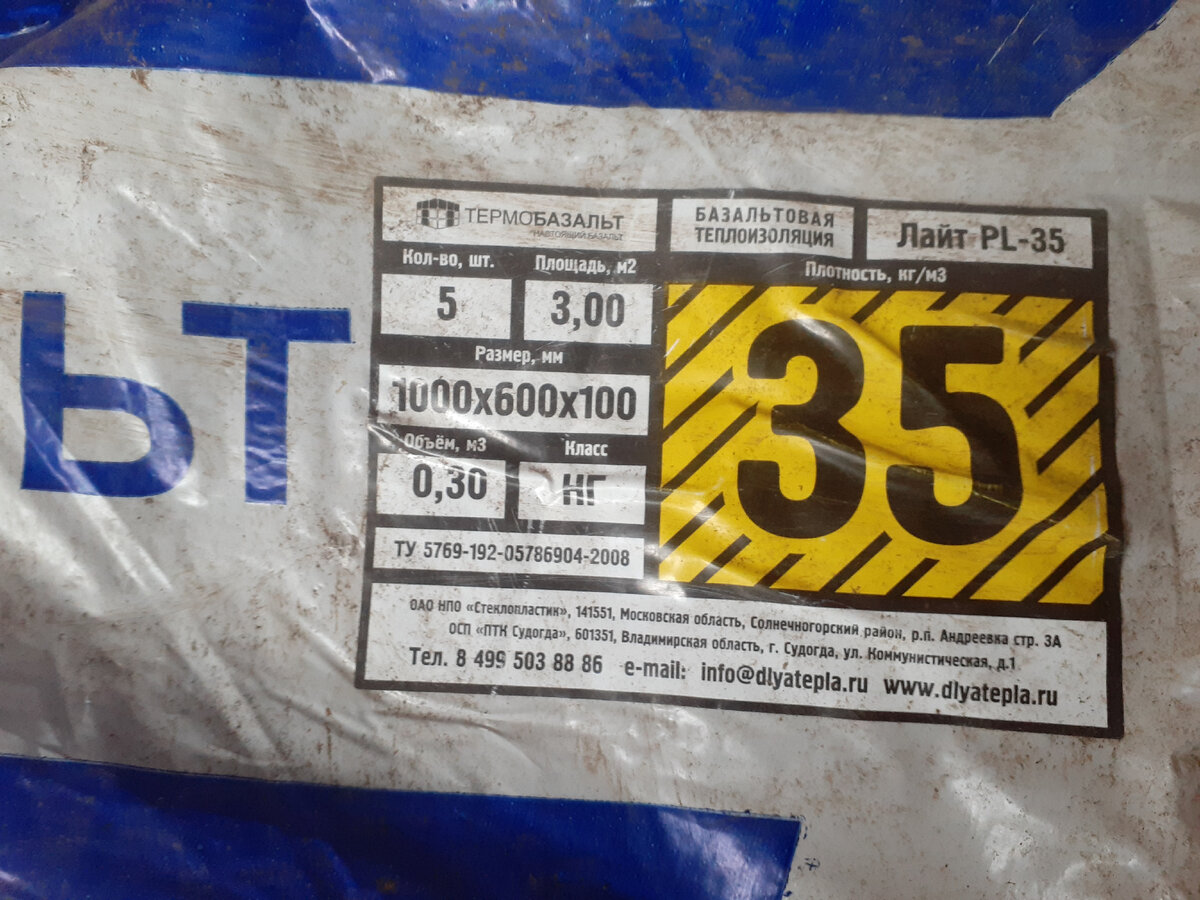 ЬТ
ТЕРМОБАЗАЛЬТ
НАСТОЯЩИЙ БАЗАЛЬТ
БАЗАЛЬТОВАЯ
ТЕПЛОИЗОЛЯЦИЯ
Лайт PL-35
Кол-во, шт. Площадь, м2
5 3,00
Плотность, кг/м3
35
Размер, мм
1000х600х100
Объём, м3 Класс
0,30 НГ
ТУ 5769-192-05786904-2008
ОАО НПО «Стеклопластик», 141551, Московская область, Солнечногорский район, р.п. Андреевка стр. 3А
ОСП «ПТК Судогда», 601351, Владимирская область, г. Судогда, ул. Коммунистическая, д.1
Тел. 8 499 503 88 86 e-mail: info@dlyatepla.ru www.dlyatepla.ru